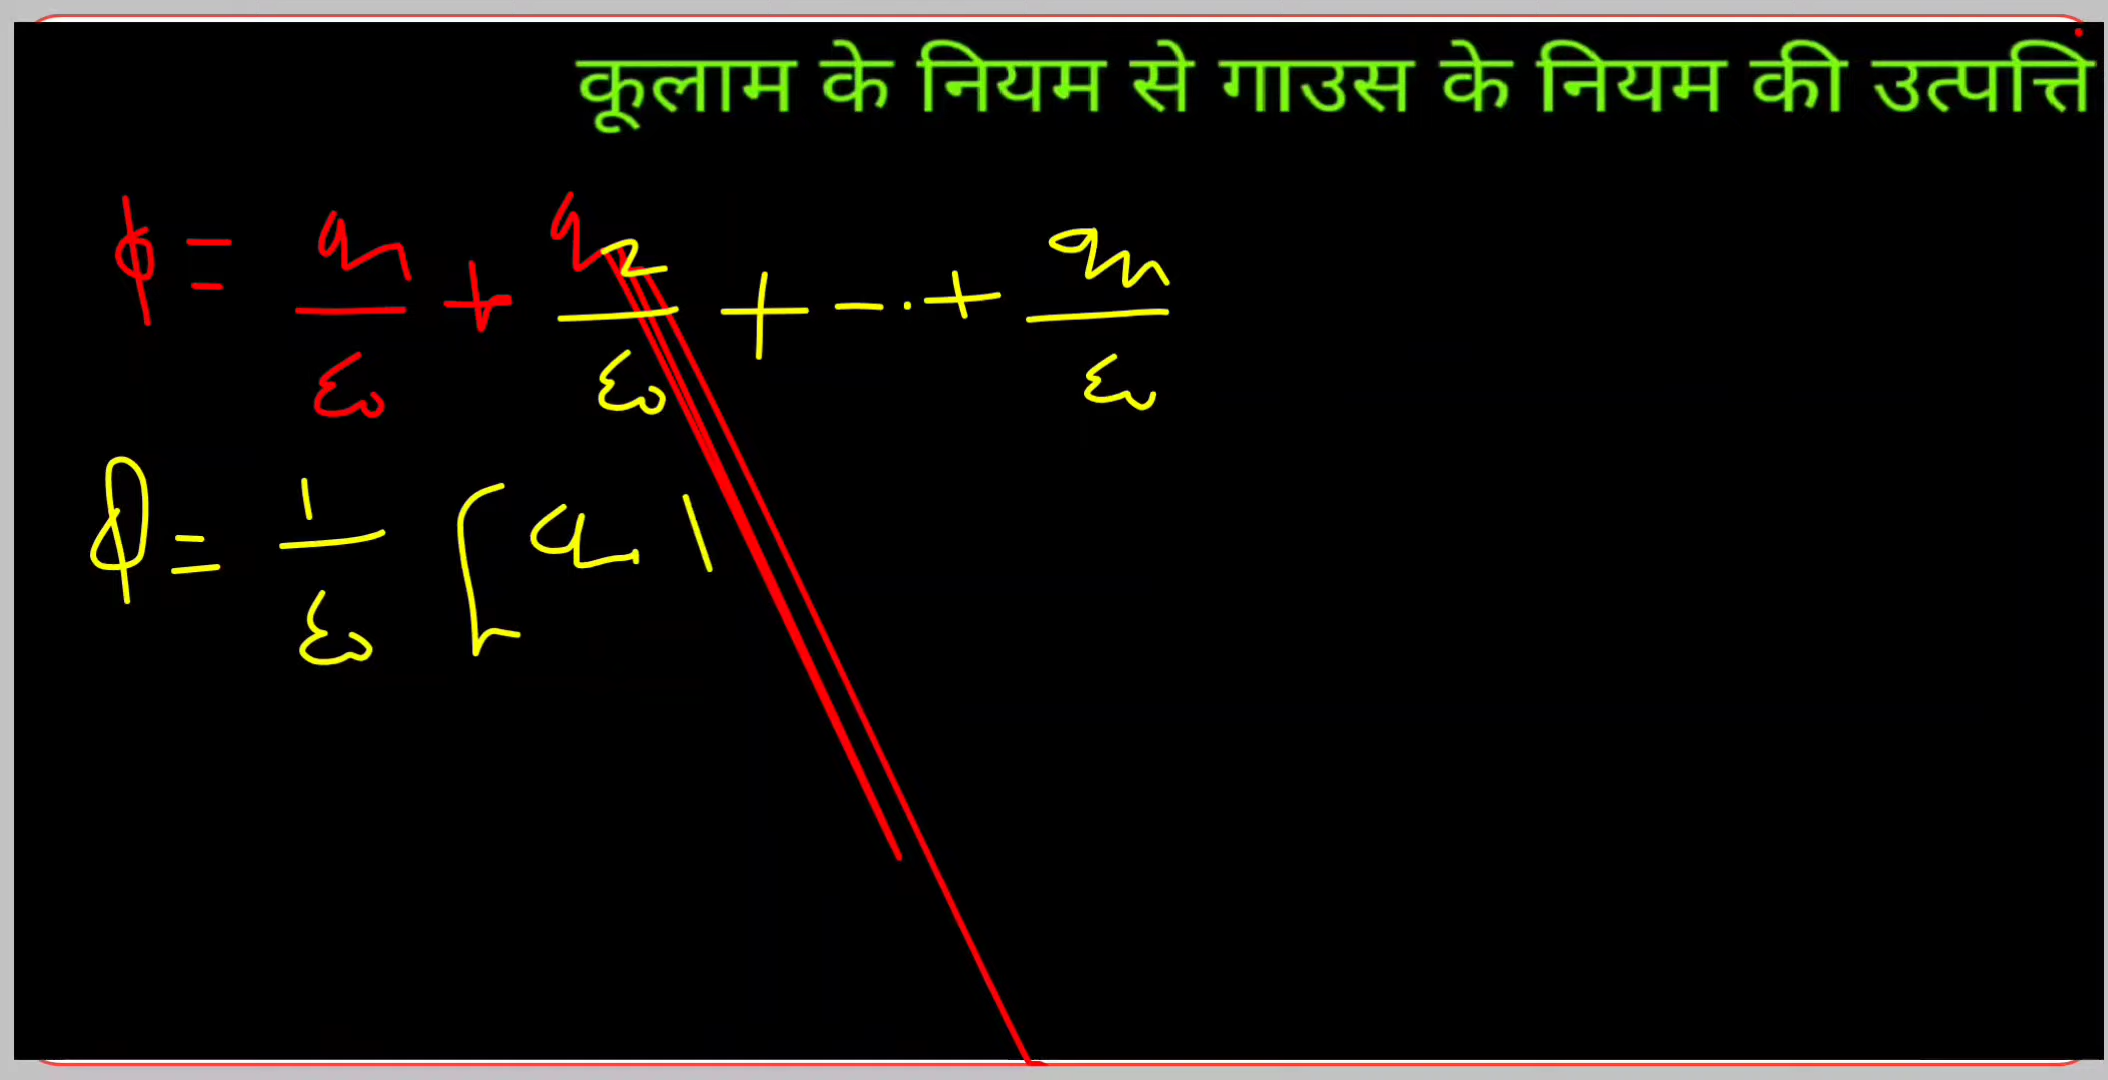 कूलाम के नियम से गाउस के नियम की उत्पत्ति
ϕ = q₁/ε₀ + q₂/ε₀ + - · + qₙ/ε₀
ϕ = 1/ε₀ [ q₁ \